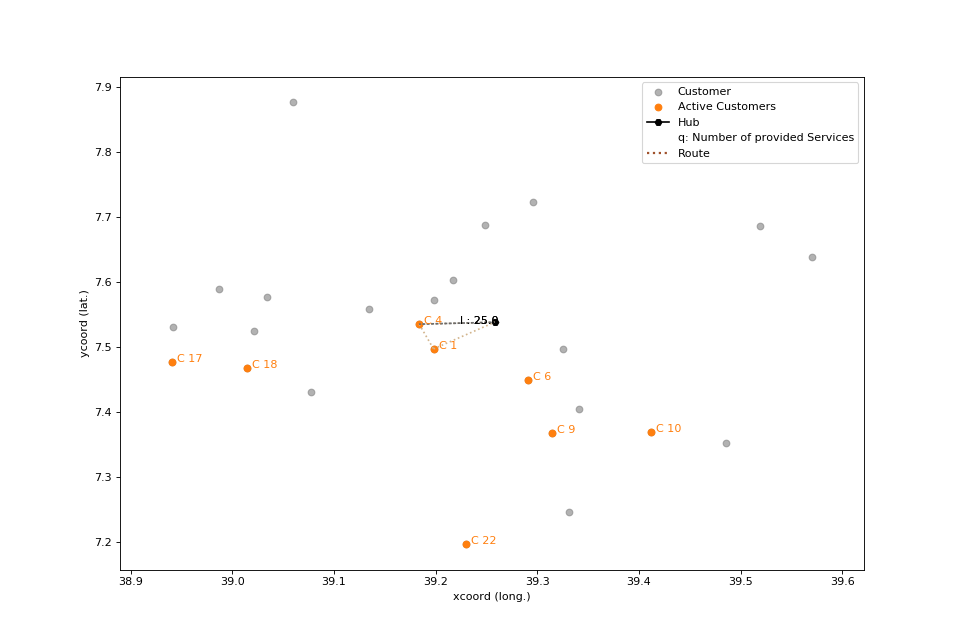 7.9
7.8
7.7
7.6
7.5
7.4
7.3
7.2
ycoord (lat.)
Customer
Active Customers
Hub
q: Number of provided Services
Route
C 4
C 1
C 17
C 18
C 6
C 9
C 10
C 22
38.9 39.0 39.1 39.2 39.3 39.4 39.5 39.6
xcoord (long.)